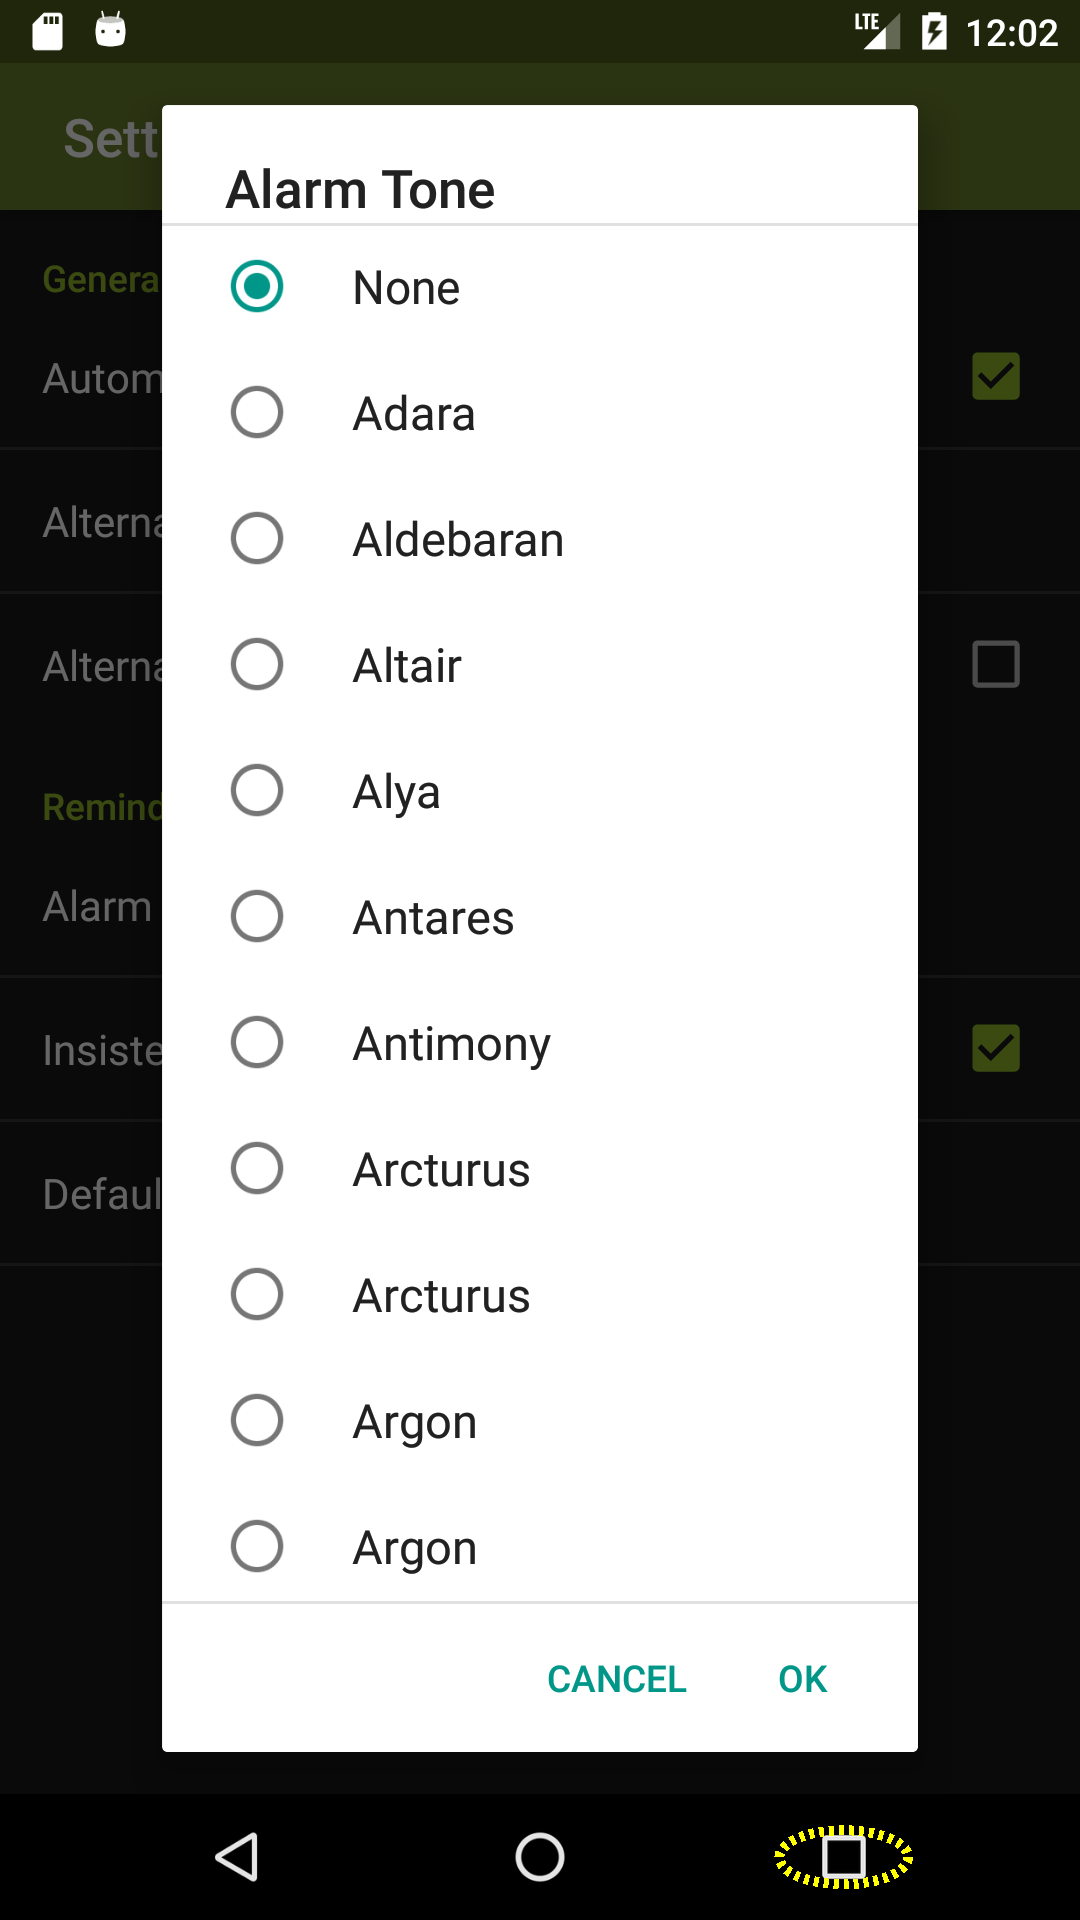 LTE 12:02
Sett
Alarm Tone
Genera
None
Autom
Adara
Alterna
Aldebaran
Alterna
Altair
Remind
Alya
Alarm
Antares
Insiste
Antimony
Defaul
Arcturus
Arcturus
Argon
Argon
CANCEL OK